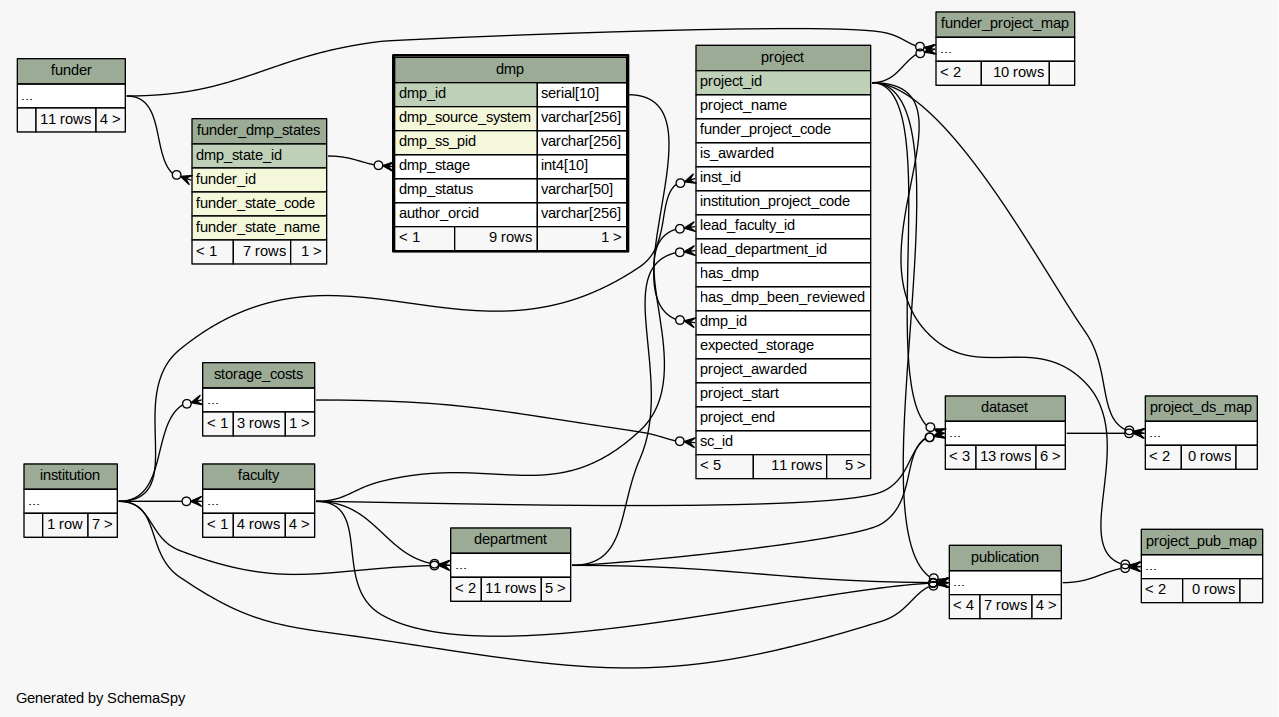 funder_project_map
...
< 2 10 rows
funder
...
11 rows 4 >
dmp
dmp_id serial[10]
dmp_source_system varchar[256]
dmp_ss_pid varchar[256]
dmp_stage int4[10]
dmp_status varchar[50]
author_orcid varchar[256]
< 1 9 rows 1 >
project
project_id
project_name
funder_project_code
is_awarded
inst_id
institution_project_code
lead_faculty_id
lead_department_id
has_dmp
has_dmp_been_reviewed
dmp_id
expected_storage
project_awarded
project_start
project_end
sc_id
< 5 11 rows 5 >
funder_dmp_states
dmp_state_id
funder_id
funder_state_code
funder_state_name
< 1 7 rows 1 >
storage_costs
...
< 1 3 rows 1 >
dataset
...
< 3 13 rows 6 >
project_ds_map
...
< 2 0 rows
institution
...
1 row 7 >
faculty
...
< 1 4 rows 4 >
department
...
< 2 11 rows 5 >
publication
...
< 4 7 rows 4 >
project_pub_map
...
< 2 0 rows
Generated by SchemaSpy